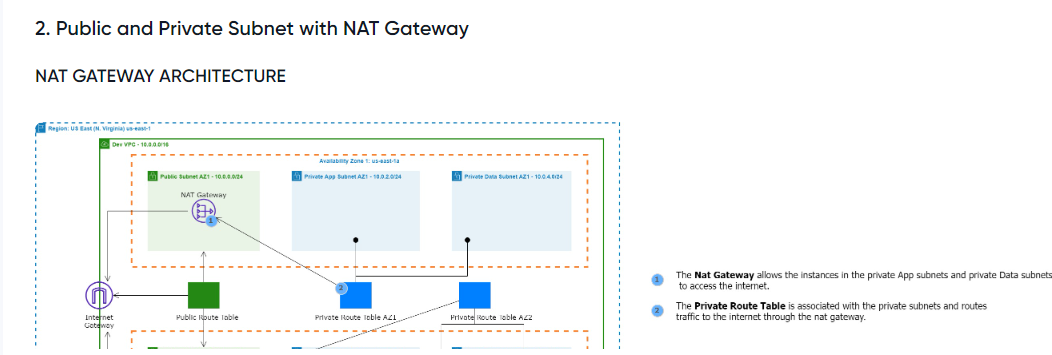 2. Public and Private Subnet with NAT Gateway
NAT GATEWAY ARCHITECTURE
Region: US East (N. Virginia) us-east-1
Dev VPC - 10.0.0.0/16
Availability Zone 1: us-east-1a
Public Subnet AZ1 - 10.0.0.0/24
Private App Subnet AZ1 - 10.0.2.0/24
Private Data Subnet AZ1 - 10.0.4.0/24
NAT Gateway
1
2
Internet
Gateway
Public Route Table
Private Route Table AZ1
Private Route Table AZ2
1
The Nat Gateway allows the instances in the private App subnets and private Data subnets
to access the internet.
2
The Private Route Table is associated with the private subnets and routes
traffic to the internet through the nat gateway.